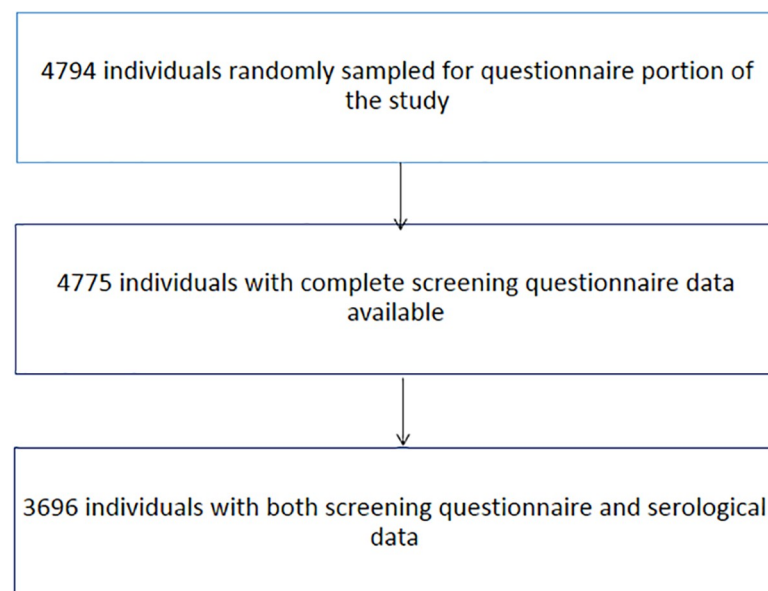 4794 individuals randomly sampled for questionnaire portion of
the study
4775 individuals with complete screening questionnaire data
available
3696 individuals with both screening questionnaire and serological
data